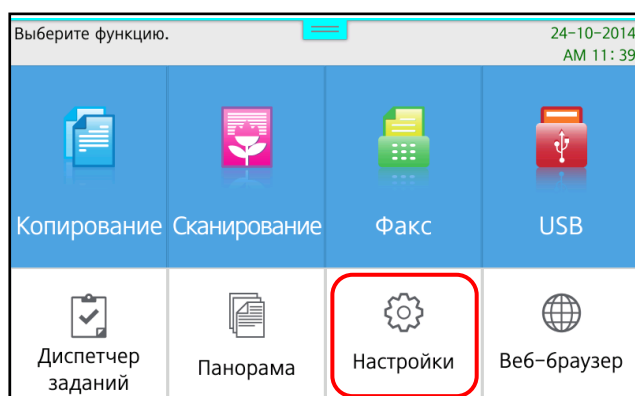 Выберите функцию.
24-10-2014
AM 11:39
Копирование Сканирование Факс USB
Диспетчер
заданий
Панорама
Настройки
Веб-браузер